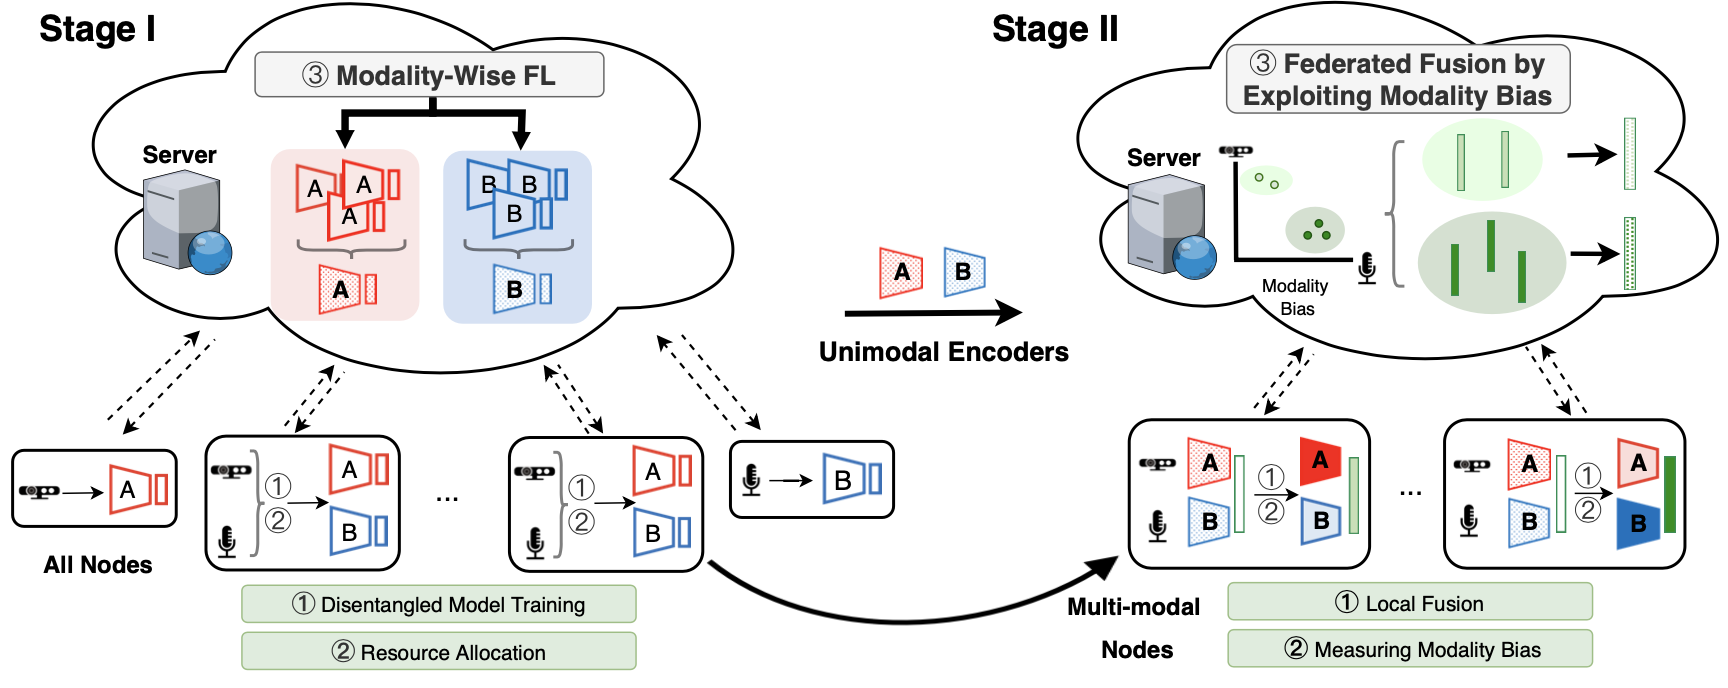 Stage I
③ Modality-Wise FL
Server
A
A
A
B
B
B
A
B
A
A
B
...
A
B
B
All Nodes
① ②
① ②
① Disentangled Model Training
② Resource Allocation
A B
Unimodal Encoders
Stage II
③ Federated Fusion by
Exploiting Modality Bias
Server
Modality
Bias
A
B
① ②
A
B
...
A
B
① ②
A
B
Multi-modal
Nodes
① Local Fusion
② Measuring Modality Bias